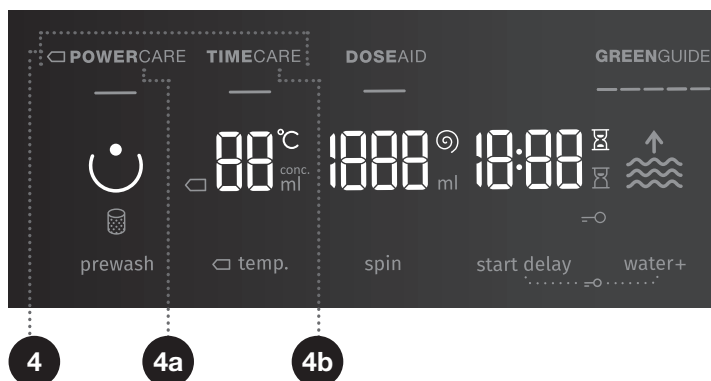 POWERCARE TIMECARE DOSEAID GREENGUIDE
88 °C 1888 18:88
conc.
ml ml
prewash temp. spin start delay water+
4 4a 4b